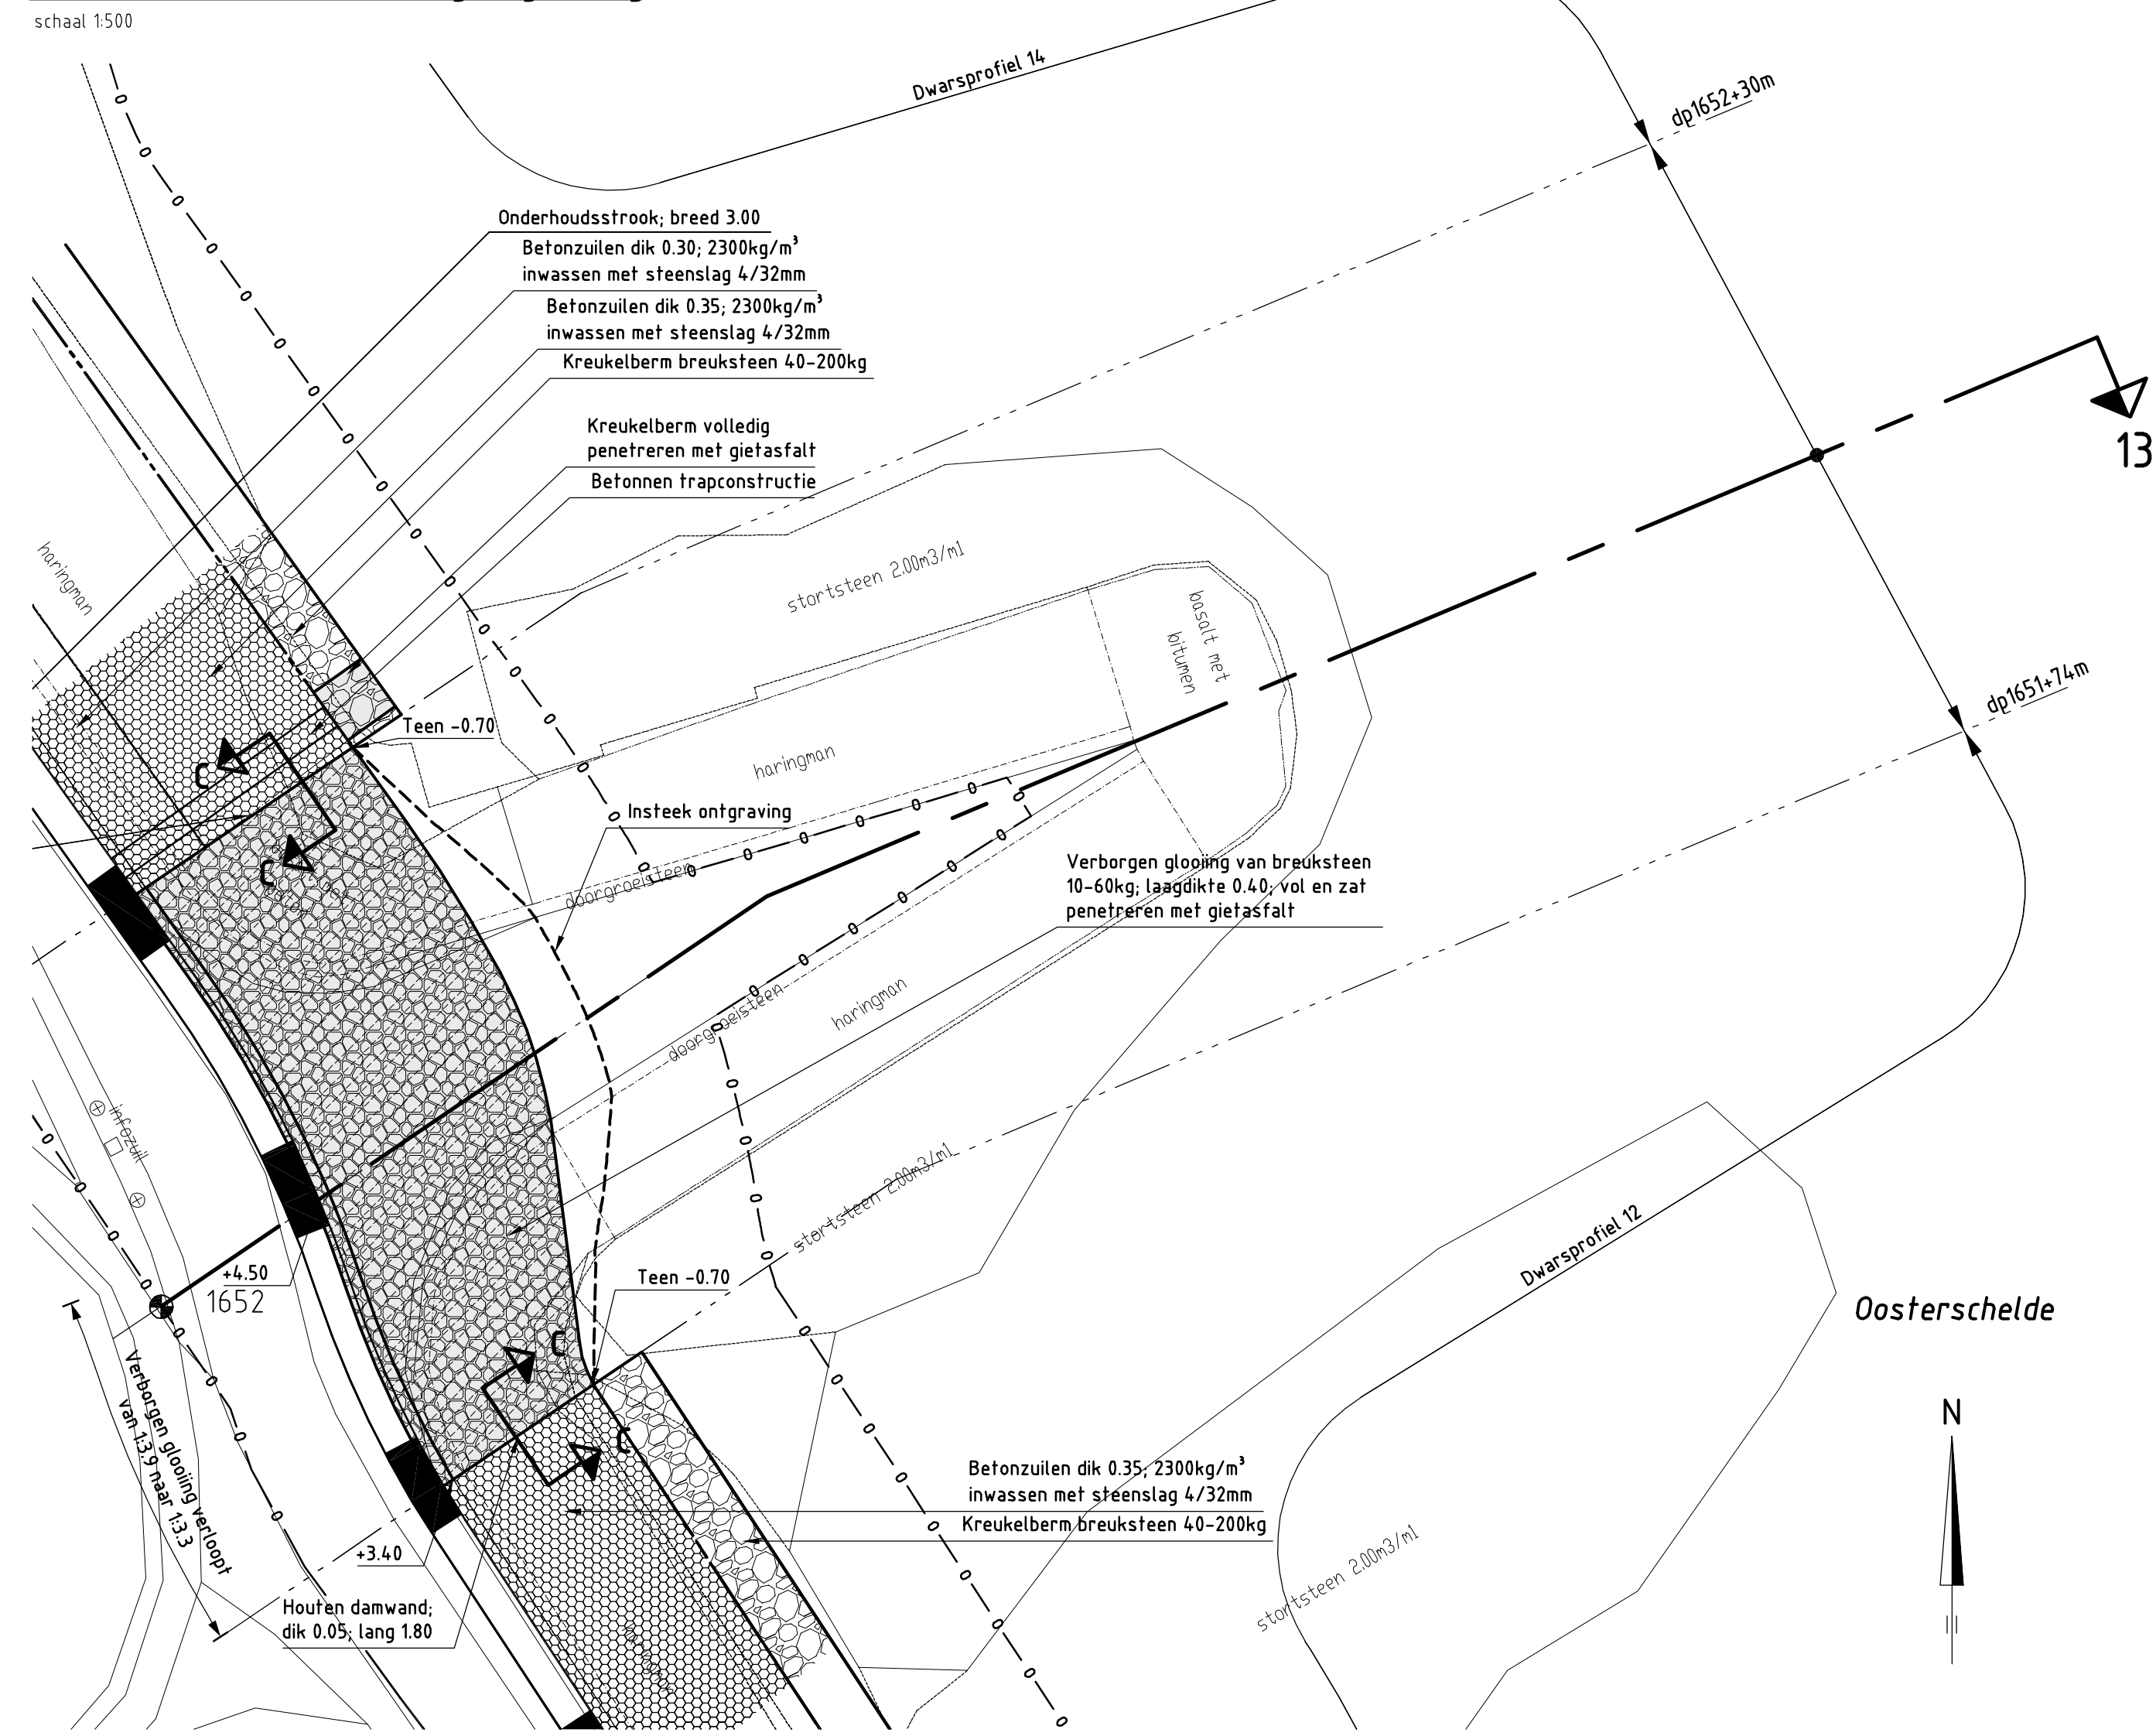 schaal 1:500
Dwarsprofiel 14
dp1652+30m
Onderhoudsstrook; breed 3.00
Betonzuilen dik 0.30; 2300kg/m³
inwassen met steenslag 4/32mm
Betonzuilen dik 0.35; 2300kg/m³
inwassen met steenslag 4/32mm
Kreukelberm breuksteen 40-200kg
Kreukelberm volledig
penetreren met gietasfalt
Betonnen trapconstructie
13
haringman
stortsteen 2.00m3/m1
basalt met
bitumen
dp1651+74m
Teen -0.70
C
haringman
Insteek ontgraving
C
doorgroeisteen
Verborgen glooiing van breuksteen
10-60kg; laagdikte 0.40; vol en zat
penetreren met gietasfalt
doorgroeisteen
haringman
infozuil
stortsteen 2.00m3/m1
Dwarsprofiel 12
+4.50
1652
Teen -0.70
Oosterschelde
C
Verborgen glooiing verloopt
van 1:3.9 naar 1:3.3
N
C
Betonzuilen dik 0.35; 2300kg/m³
inwassen met steenslag 4/32mm
Kreukelberm breuksteen 40-200kg
+3.40
stortsteen 2.00m3/m1
Houten damwand;
dik 0.05; lang 1.80
haringman